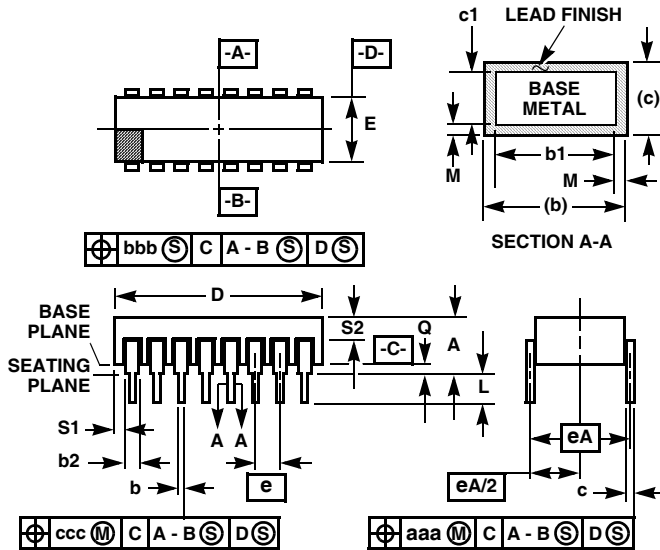 c1 LEAD FINISH
-A- -D-
BASE METAL
(c)
E
b1
M M
(b)
-B-
SECTION A-A
⌖ bbb Ⓢ C A - B Ⓢ D Ⓢ
D
BASE PLANE
S2 Q A
-C-
SEATING PLANE
L
S1
A A
eA
b2
e
eA/2
b
c
⌖ ccc Ⓜ C A - B Ⓢ D Ⓢ
⌖ aaa Ⓜ C A - B Ⓢ D Ⓢ